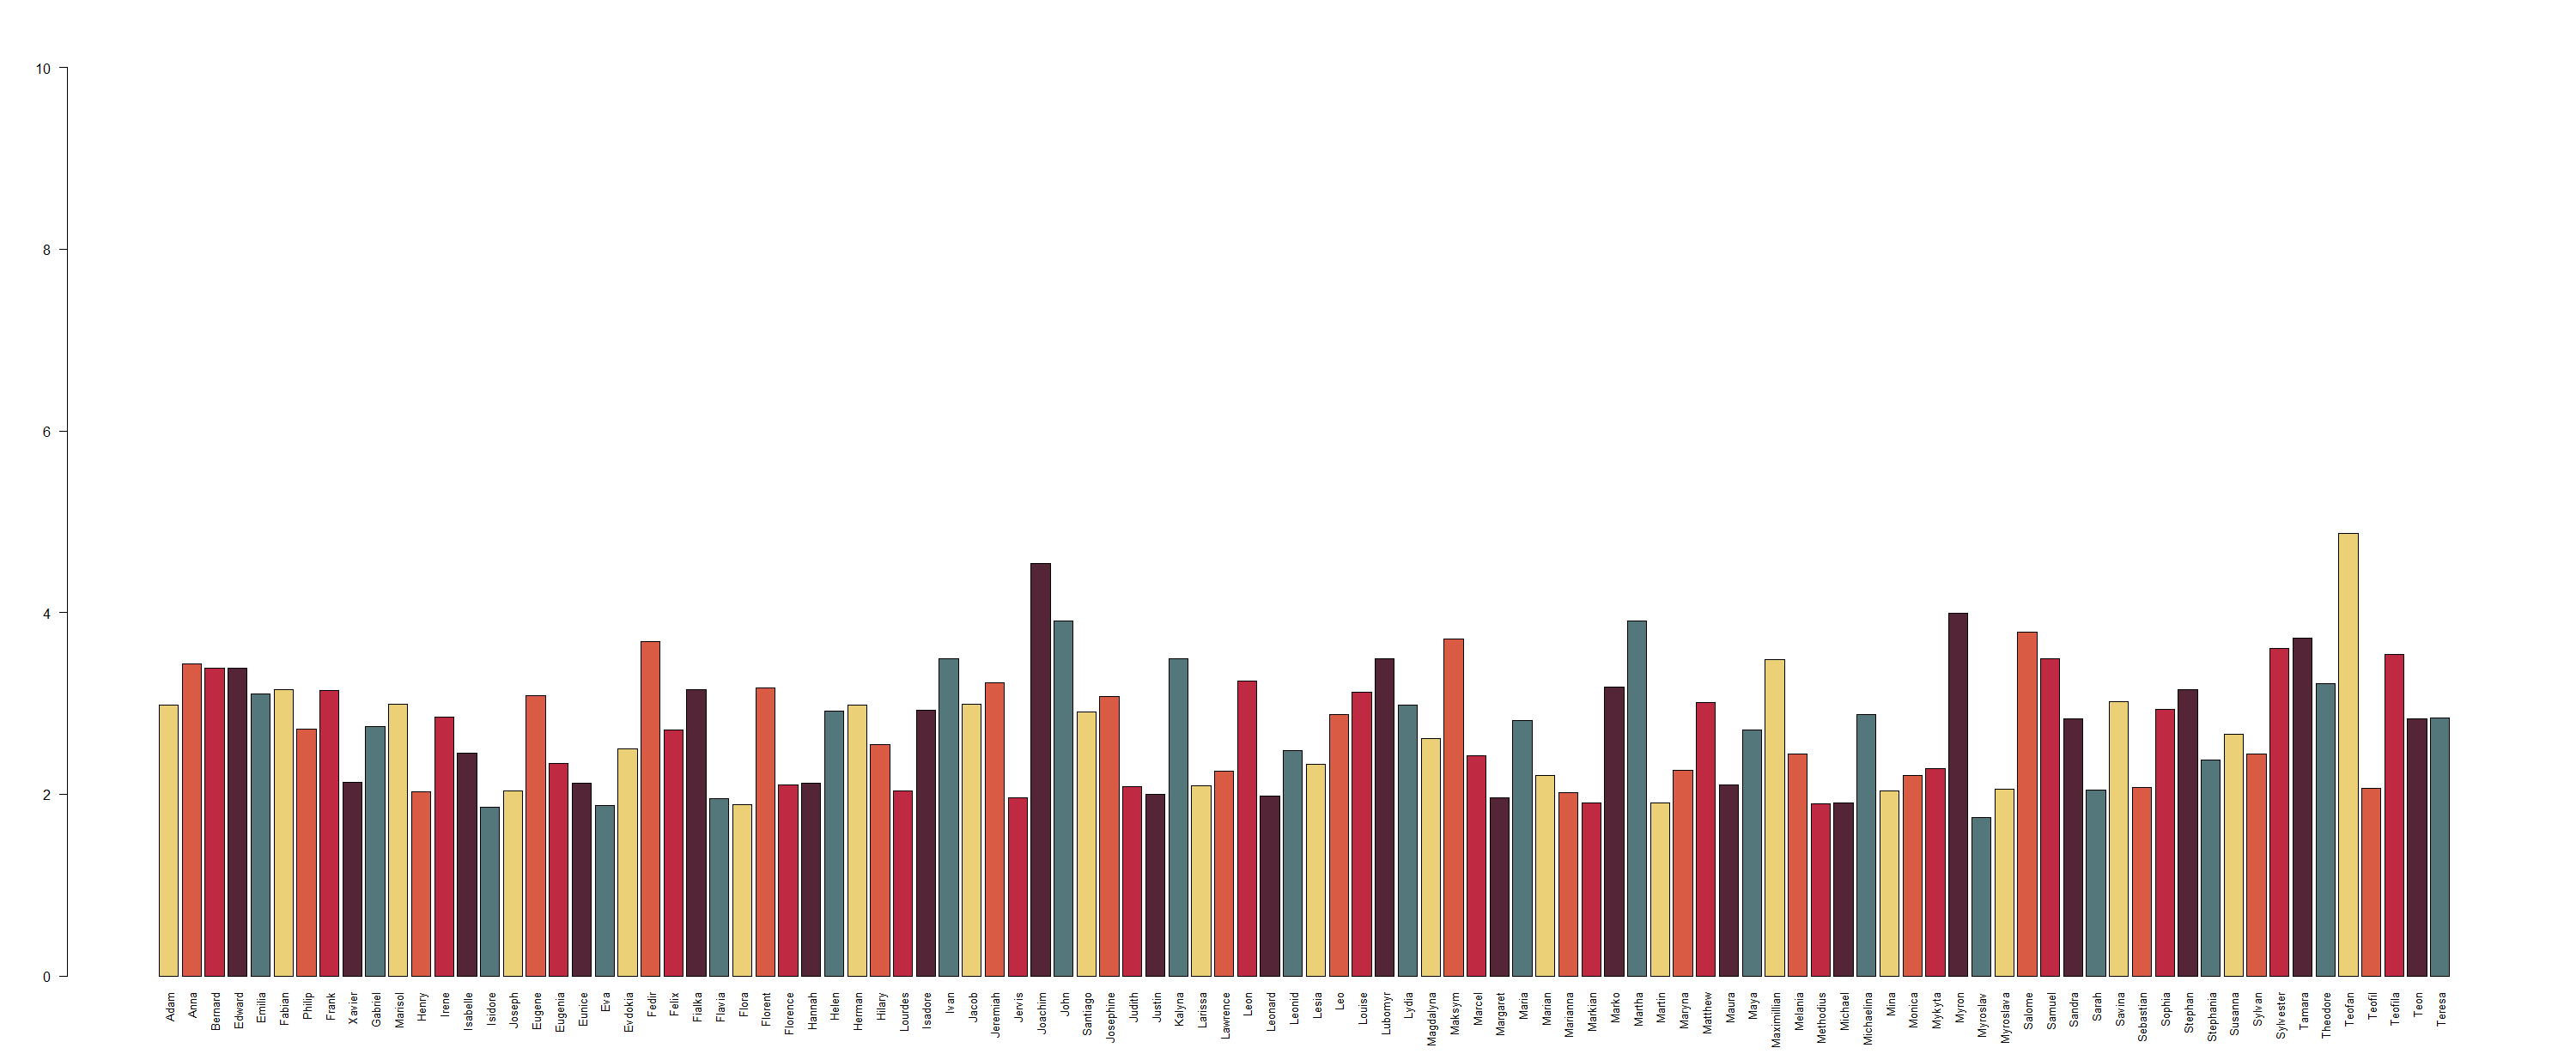 10
8
6
4
2
0
Adam
Anna
Bernard
Edward
Emilia
Fabian
Philip
Frank
Xavier
Gabriel
Marisol
Henry
Irene
Isabelle
Isidore
Joseph
Eugene
Eugenia
Eunice
Eva
Evdokia
Fedir
Felix
Fialka
Flavia
Flora
Florent
Florence
Hannah
Helen
Herman
Hilary
Lourdes
Isadore
Ivan
Jacob
Jeremiah
Jervis
Joachim
John
Santiago
Josephine
Judith
Justin
Kalyna
Larissa
Lawrence
Leon
Leonard
Leonid
Lesia
Leo
Louise
Lubomyr
Lydia
Magdalyna
Maksym
Marcel
Margaret
Maria
Marian
Marianna
Markian
Marko
Martha
Martin
Maryna
Matthew
Maura
Maya
Maximillian
Melania
Methodius
Michael
Michaelina
Mina
Monica
Mykyta
Myron
Myroslav
Myroslava
Salome
Samuel
Sandra
Sarah
Savina
Sebastian
Sophia
Stephan
Stephania
Susanna
Sylvan
Sylvester
Tamara
Theodore
Teofan
Teofil
Teofilia
Teon
Teresa